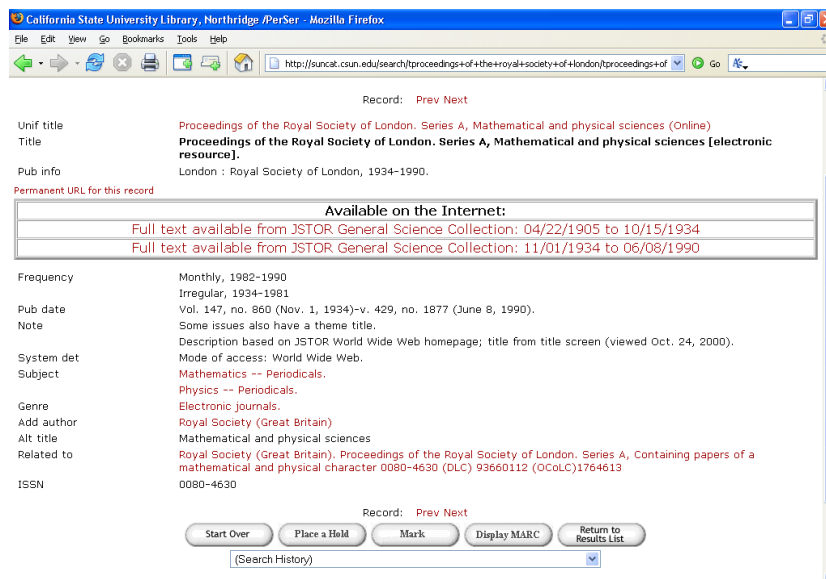 California State University Library, Northridge /PerSer - Mozilla Firefox
File Edit View Go Bookmarks Tools Help
http://suncat.csun.edu/search/tproceedings+of+the+royal+society+of+london/tproceedings+of Go
Record: Prev Next
Unif title Proceedings of the Royal Society of London. Series A, Mathematical and physical sciences (Online)
Title Proceedings of the Royal Society of London. Series A, Mathematical and physical sciences [electronic
resource].
Pub info London : Royal Society of London, 1934-1990.
Permanent URL for this record
Available on the Internet:
Full text available from JSTOR General Science Collection: 04/22/1905 to 10/15/1934
Full text available from JSTOR General Science Collection: 11/01/1934 to 06/08/1990
Frequency Monthly, 1982-1990
Irregular, 1934-1981
Pub date Vol. 147, no. 860 (Nov. 1, 1934)-v. 429, no. 1877 (June 8, 1990).
Note Some issues also have a theme title.
Description based on JSTOR World Wide Web homepage; title from title screen (viewed Oct. 24, 2000).
System det Mode of access: World Wide Web.
Subject Mathematics -- Periodicals.
Physics -- Periodicals.
Genre Electronic journals.
Add author Royal Society (Great Britain)
Alt title Mathematical and physical sciences
Related to Royal Society (Great Britain). Proceedings of the Royal Society of London. Series A, Containing papers of a
mathematical and physical character 0080-4630 (DLC) 93660112 (OCoLC)1764613
ISSN 0080-4630
Record: Prev Next
Start Over Place a Hold Mark Display MARC Return to
Results List
(Search History)